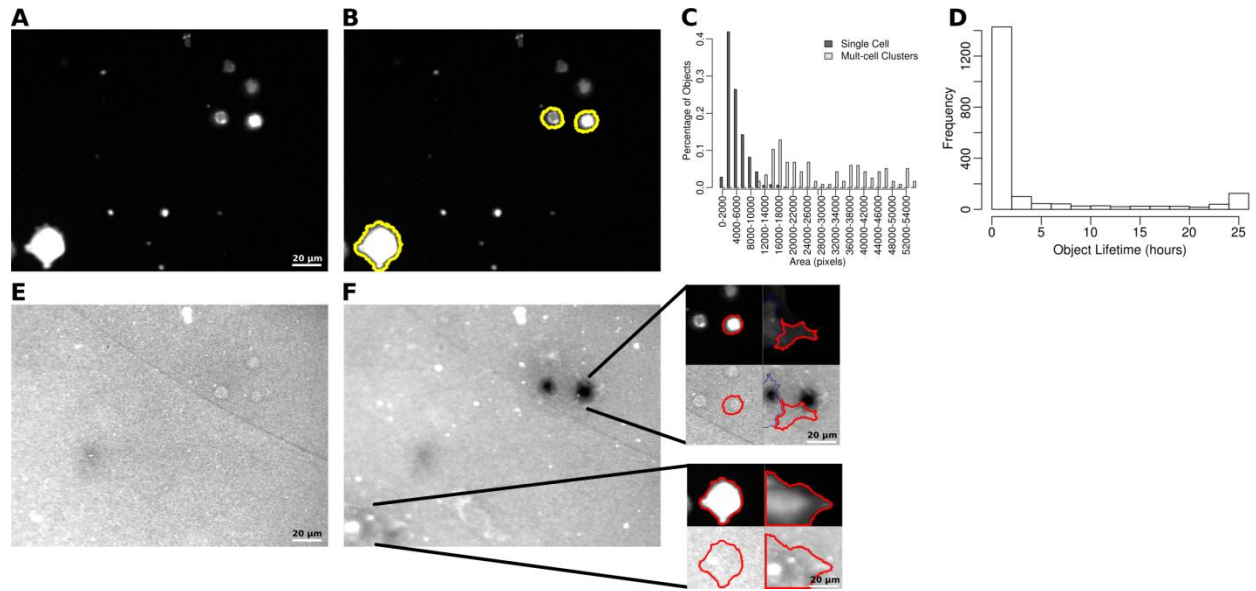 A
B
C
D
20 µm
Percentage of Objects
0.0
0.1
0.2
0.3
0.4
Single Cell
Mult-cell Clusters
0-2000
4000-6000
8000-10000
12000-14000
16000-18000
20000-22000
24000-26000
28000-30000
32000-34000
36000-38000
40000-42000
44000-46000
48000-50000
52000-54000
Area (pixels)
Frequency
0
400
800
1200
0
5
10
15
20
25
Object Lifetime (hours)
E
F
20 µm
20 µm
20 µm